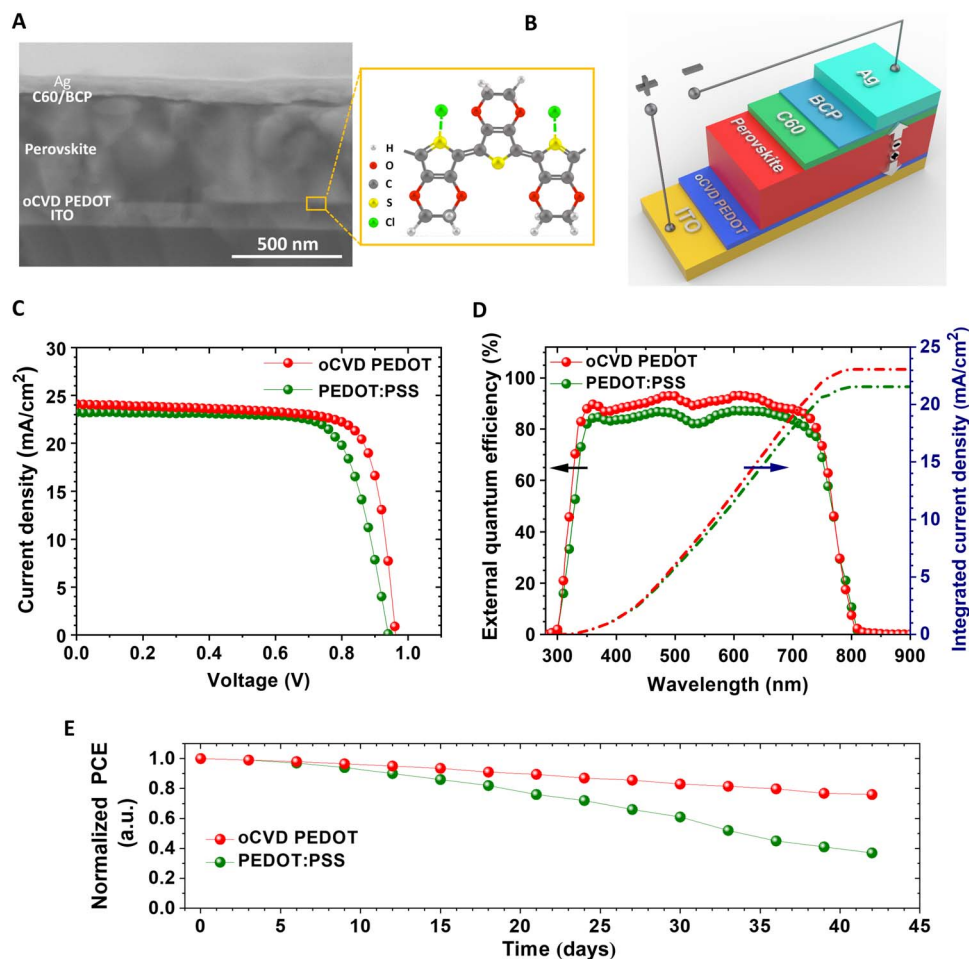 A
Ag
C60/BCP
Perovskite
oCVD PEDOT
ITO
500 nm
H
O
C
S
Cl
B
+
−
Ag
BCP
C60
Perovskite
oCVD PEDOT
ITO
C
Current density (mA/cm²)
30
25
20
15
10
5
0
0.0 0.2 0.4 0.6 0.8 1.0
Voltage (V)
oCVD PEDOT
PEDOT:PSS
D
External quantum efficiency (%)
100
80
60
40
20
0
300 400 500 600 700 800 900
Wavelength (nm)
oCVD PEDOT
PEDOT:PSS
25
20
15
10
5
0
Integrated current density (mA/cm²)
E
Normalized PCE
(a.u.)
1.0
0.8
0.6
0.4
0.2
0.0
oCVD PEDOT
PEDOT:PSS
0 5 10 15 20 25 30 35 40 45
Time (days)